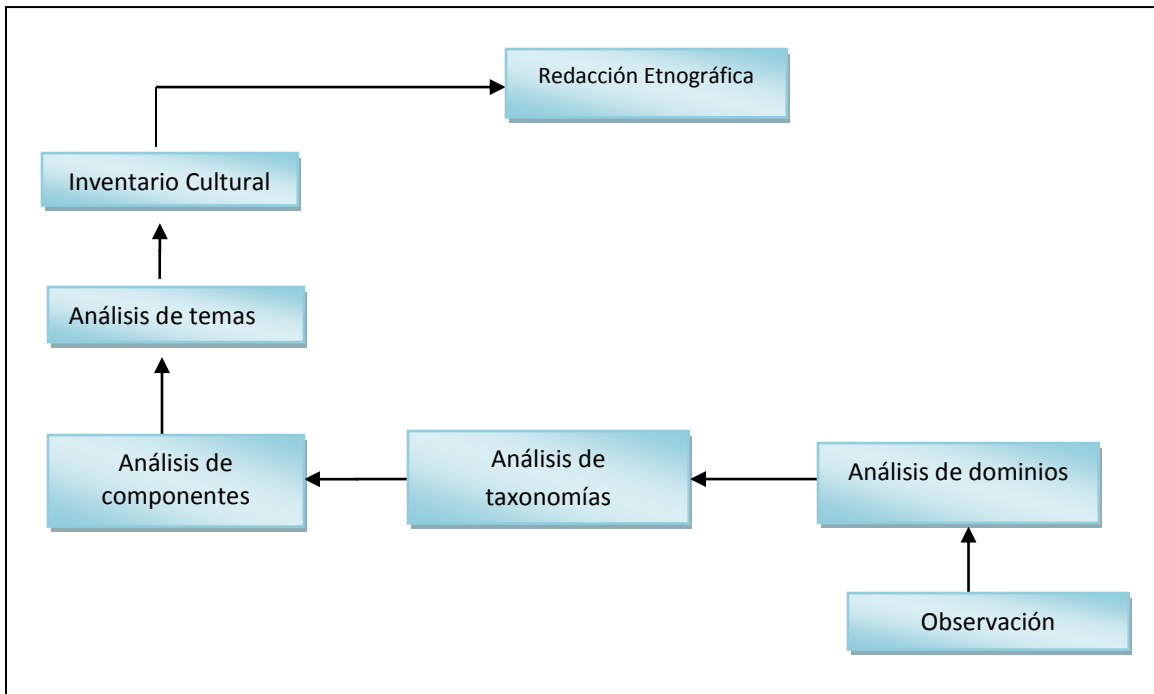 Redacción Etnográfica
Inventario Cultural
Análisis de temas
Análisis de
componentes
Análisis de
taxonomías
Análisis de dominios
Observación